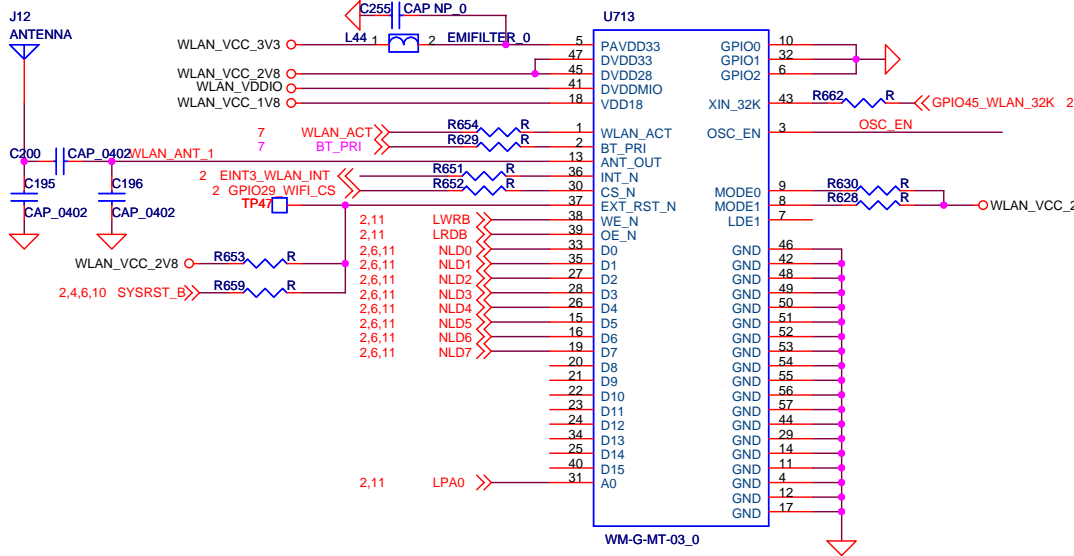 J12
ANTENNA
C255
CAP NP_0
L44
1
2
EMIFILTER_0
U713
WLAN_VCC_3V3
5
PAVDD33
GPIO0
10
47
DVDD33
GPIO1
32
WLAN_VCC_2V8
45
DVDD28
GPIO2
6
WLAN_VDDIO
41
DVDDMIO
WLAN_VCC_1V8
18
VDD18
XIN_32K
43
R662
R
GPIO45_WLAN_32K
2
7
WLAN_ACT
R654
R
1
WLAN_ACT
OSC_EN
3
OSC_EN
7
BT_PRI
R629
R
2
BT_PRI
C200
CAP_0402
WLAN_ANT_1
13
ANT_OUT
2
EINT3_WLAN_INT
R651
R
36
INT_N
2
GPIO29_WIFI_CS
R652
R
30
CS_N
MODE0
9
R630
R
C195
CAP_0402
C196
CAP_0402
TP47
37
EXT_RST_N
MODE1
8
R628
R
WLAN_VCC_2
2,11
LWRB
38
WE_N
LDE1
7
2,11
LRDB
39
OE_N
2,6,11
NLD0
33
D0
GND
46
WLAN_VCC_2V8
R653
R
2,6,11
NLD1
35
D1
GND
42
2,6,11
NLD2
27
D2
GND
48
2,4,6,10
SYSRST_B
R659
R
2,6,11
NLD3
28
D3
GND
49
2,6,11
NLD4
26
D4
GND
50
2,6,11
NLD5
15
D5
GND
51
2,6,11
NLD6
16
D6
GND
52
2,6,11
NLD7
19
D7
GND
53
20
D8
GND
54
21
D9
GND
55
22
D10
GND
56
23
D11
GND
57
24
D12
GND
44
34
D13
GND
29
25
D14
GND
14
40
D15
GND
11
2,11
LPA0
31
A0
GND
4
GND
12
GND
17
WM-G-MT-03_0